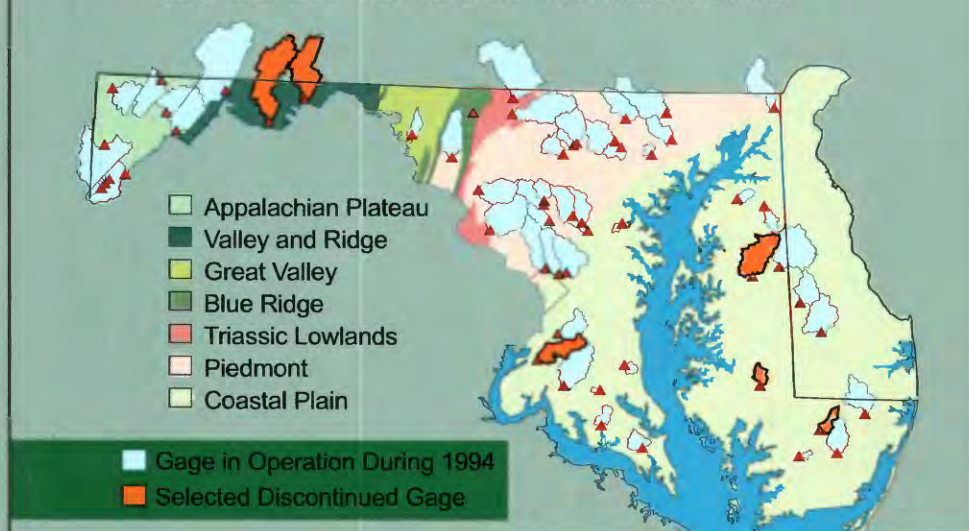 Appalachian Plateau
Valley and Ridge
Great Valley
Blue Ridge
Triassic Lowlands
Piedmont
Coastal Plain
Gage in Operation During 1994
Selected Discontinued Gage